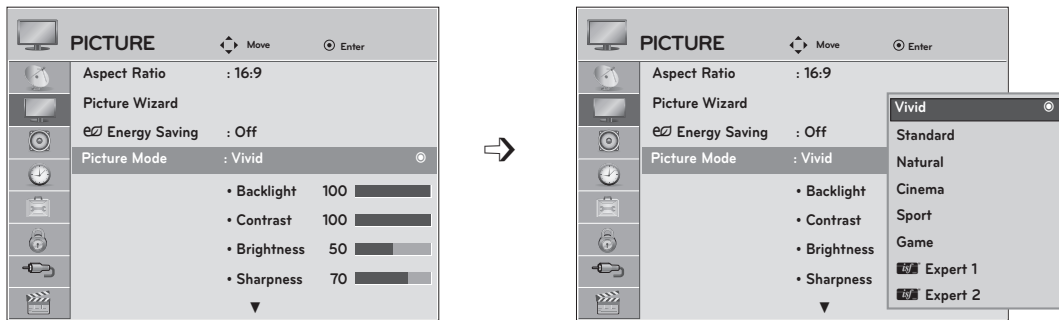 PICTURE Move Enter
Aspect Ratio : 16:9
Picture Wizard
Energy Saving : Off
Picture Mode : Vivid
• Backlight 100
• Contrast 100
• Brightness 50
• Sharpness 70
PICTURE Move Enter
Aspect Ratio : 16:9
Picture Wizard
Energy Saving : Off
Picture Mode : Vivid
• Backlight
• Contrast
• Brightness
• Sharpness
Vivid
Standard
Natural
Cinema
Sport
Game
isf Expert 1
isf Expert 2